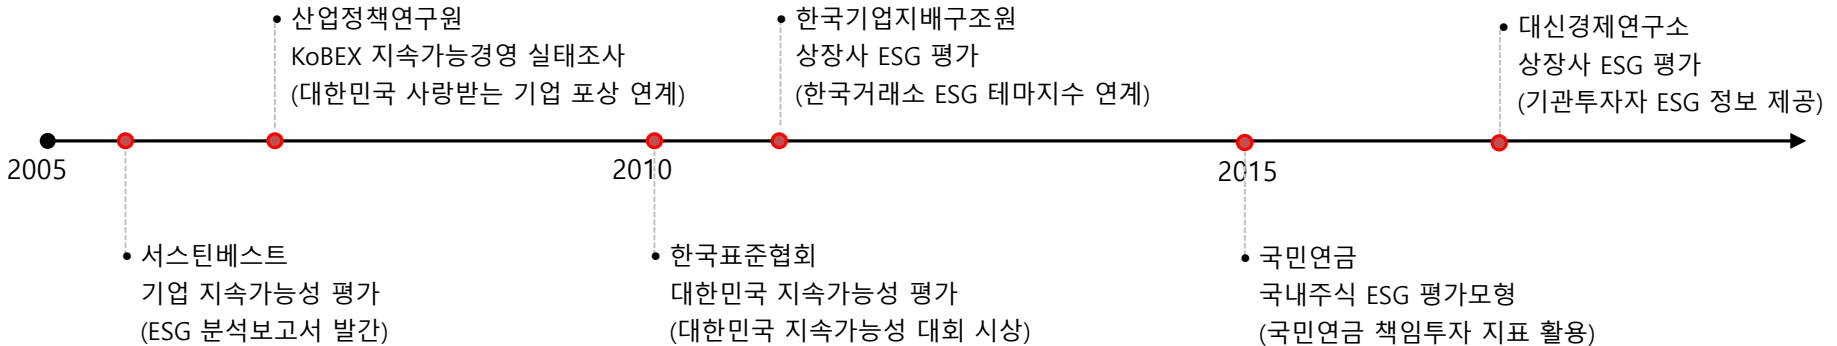 • 산업정책연구원
KoBEX 지속가능경영 실태조사
(대한민국 사랑받는 기업 포상 연계)
• 한국기업지배구조원
상장사 ESG 평가
(한국거래소 ESG 테마지수 연계)
• 대신경제연구소
상장사 ESG 평가
(기관투자자 ESG 정보 제공)
2005
2010
2015
• 서스틴베스트
기업 지속가능성 평가
(ESG 분석보고서 발간)
• 한국표준협회
대한민국 지속가능성 평가
(대한민국 지속가능성 대회 시상)
• 국민연금
국내주식 ESG 평가모형
(국민연금 책임투자 지표 활용)